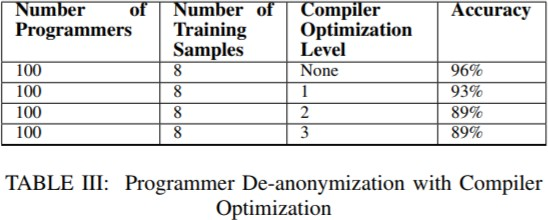 Number of Number of Compiler Accuracy
Programmers Training Optimization
Samples Level
100 8 None 96%
100 8 1 93%
100 8 2 89%
100 8 3 89%
TABLE III: Programmer De-anonymization with Compiler
Optimization